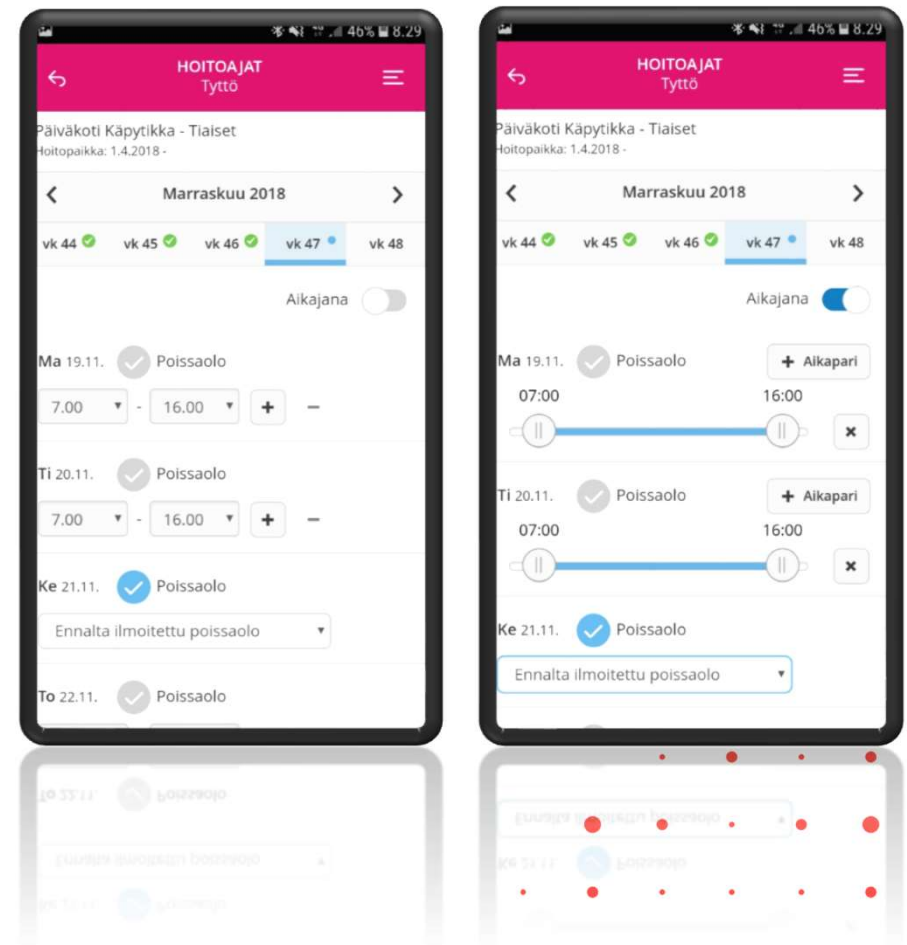 46% 8.29
HOITOAJAT
Tyttö
Päiväkoti Käpytikka - Tiaiset
Hoitopaikka: 1.4.2018 -
Marraskuu 2018
vk 44 vk 45 vk 46 vk 47 vk 48
Aikajana
Ma 19.11. Poissaolo
7.00 - 16.00 + −
Ti 20.11. Poissaolo
7.00 - 16.00 + −
Ke 21.11. Poissaolo
Ennalta ilmoitettu poissaolo
To 22.11. Poissaolo
46% 8.29
HOITOAJAT
Tyttö
Päiväkoti Käpytikka - Tiaiset
Hoitopaikka: 1.4.2018 -
Marraskuu 2018
vk 44 vk 45 vk 46 vk 47 vk 48
Aikajana
Ma 19.11. Poissaolo + Aikapari
07:00 16:00
Ti 20.11. Poissaolo + Aikapari
07:00 16:00
Ke 21.11. Poissaolo
Ennalta ilmoitettu poissaolo